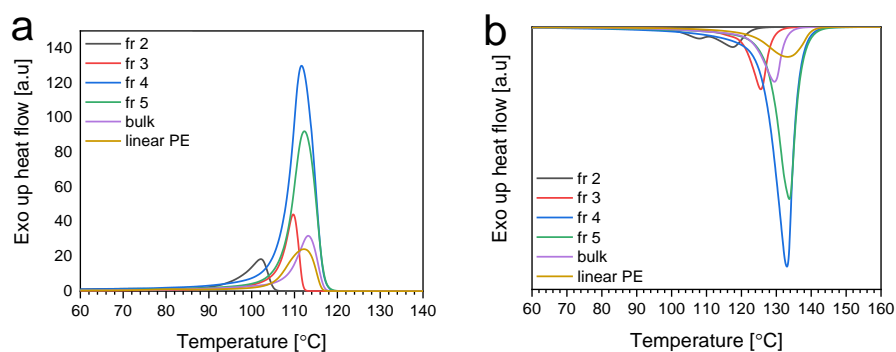 a
Exo up heat flow [a.u]
140
120
100
80
60
40
20
0
fr 2
fr 3
fr 4
fr 5
bulk
linear PE
60 70 80 90 100 110 120 130 140
Temperature [°C]
b
Exo up heat flow [a.u]
fr 2
fr 3
fr 4
fr 5
bulk
linear PE
60 70 80 90 100 110 120 130 140 150 160
Temperature [°C]